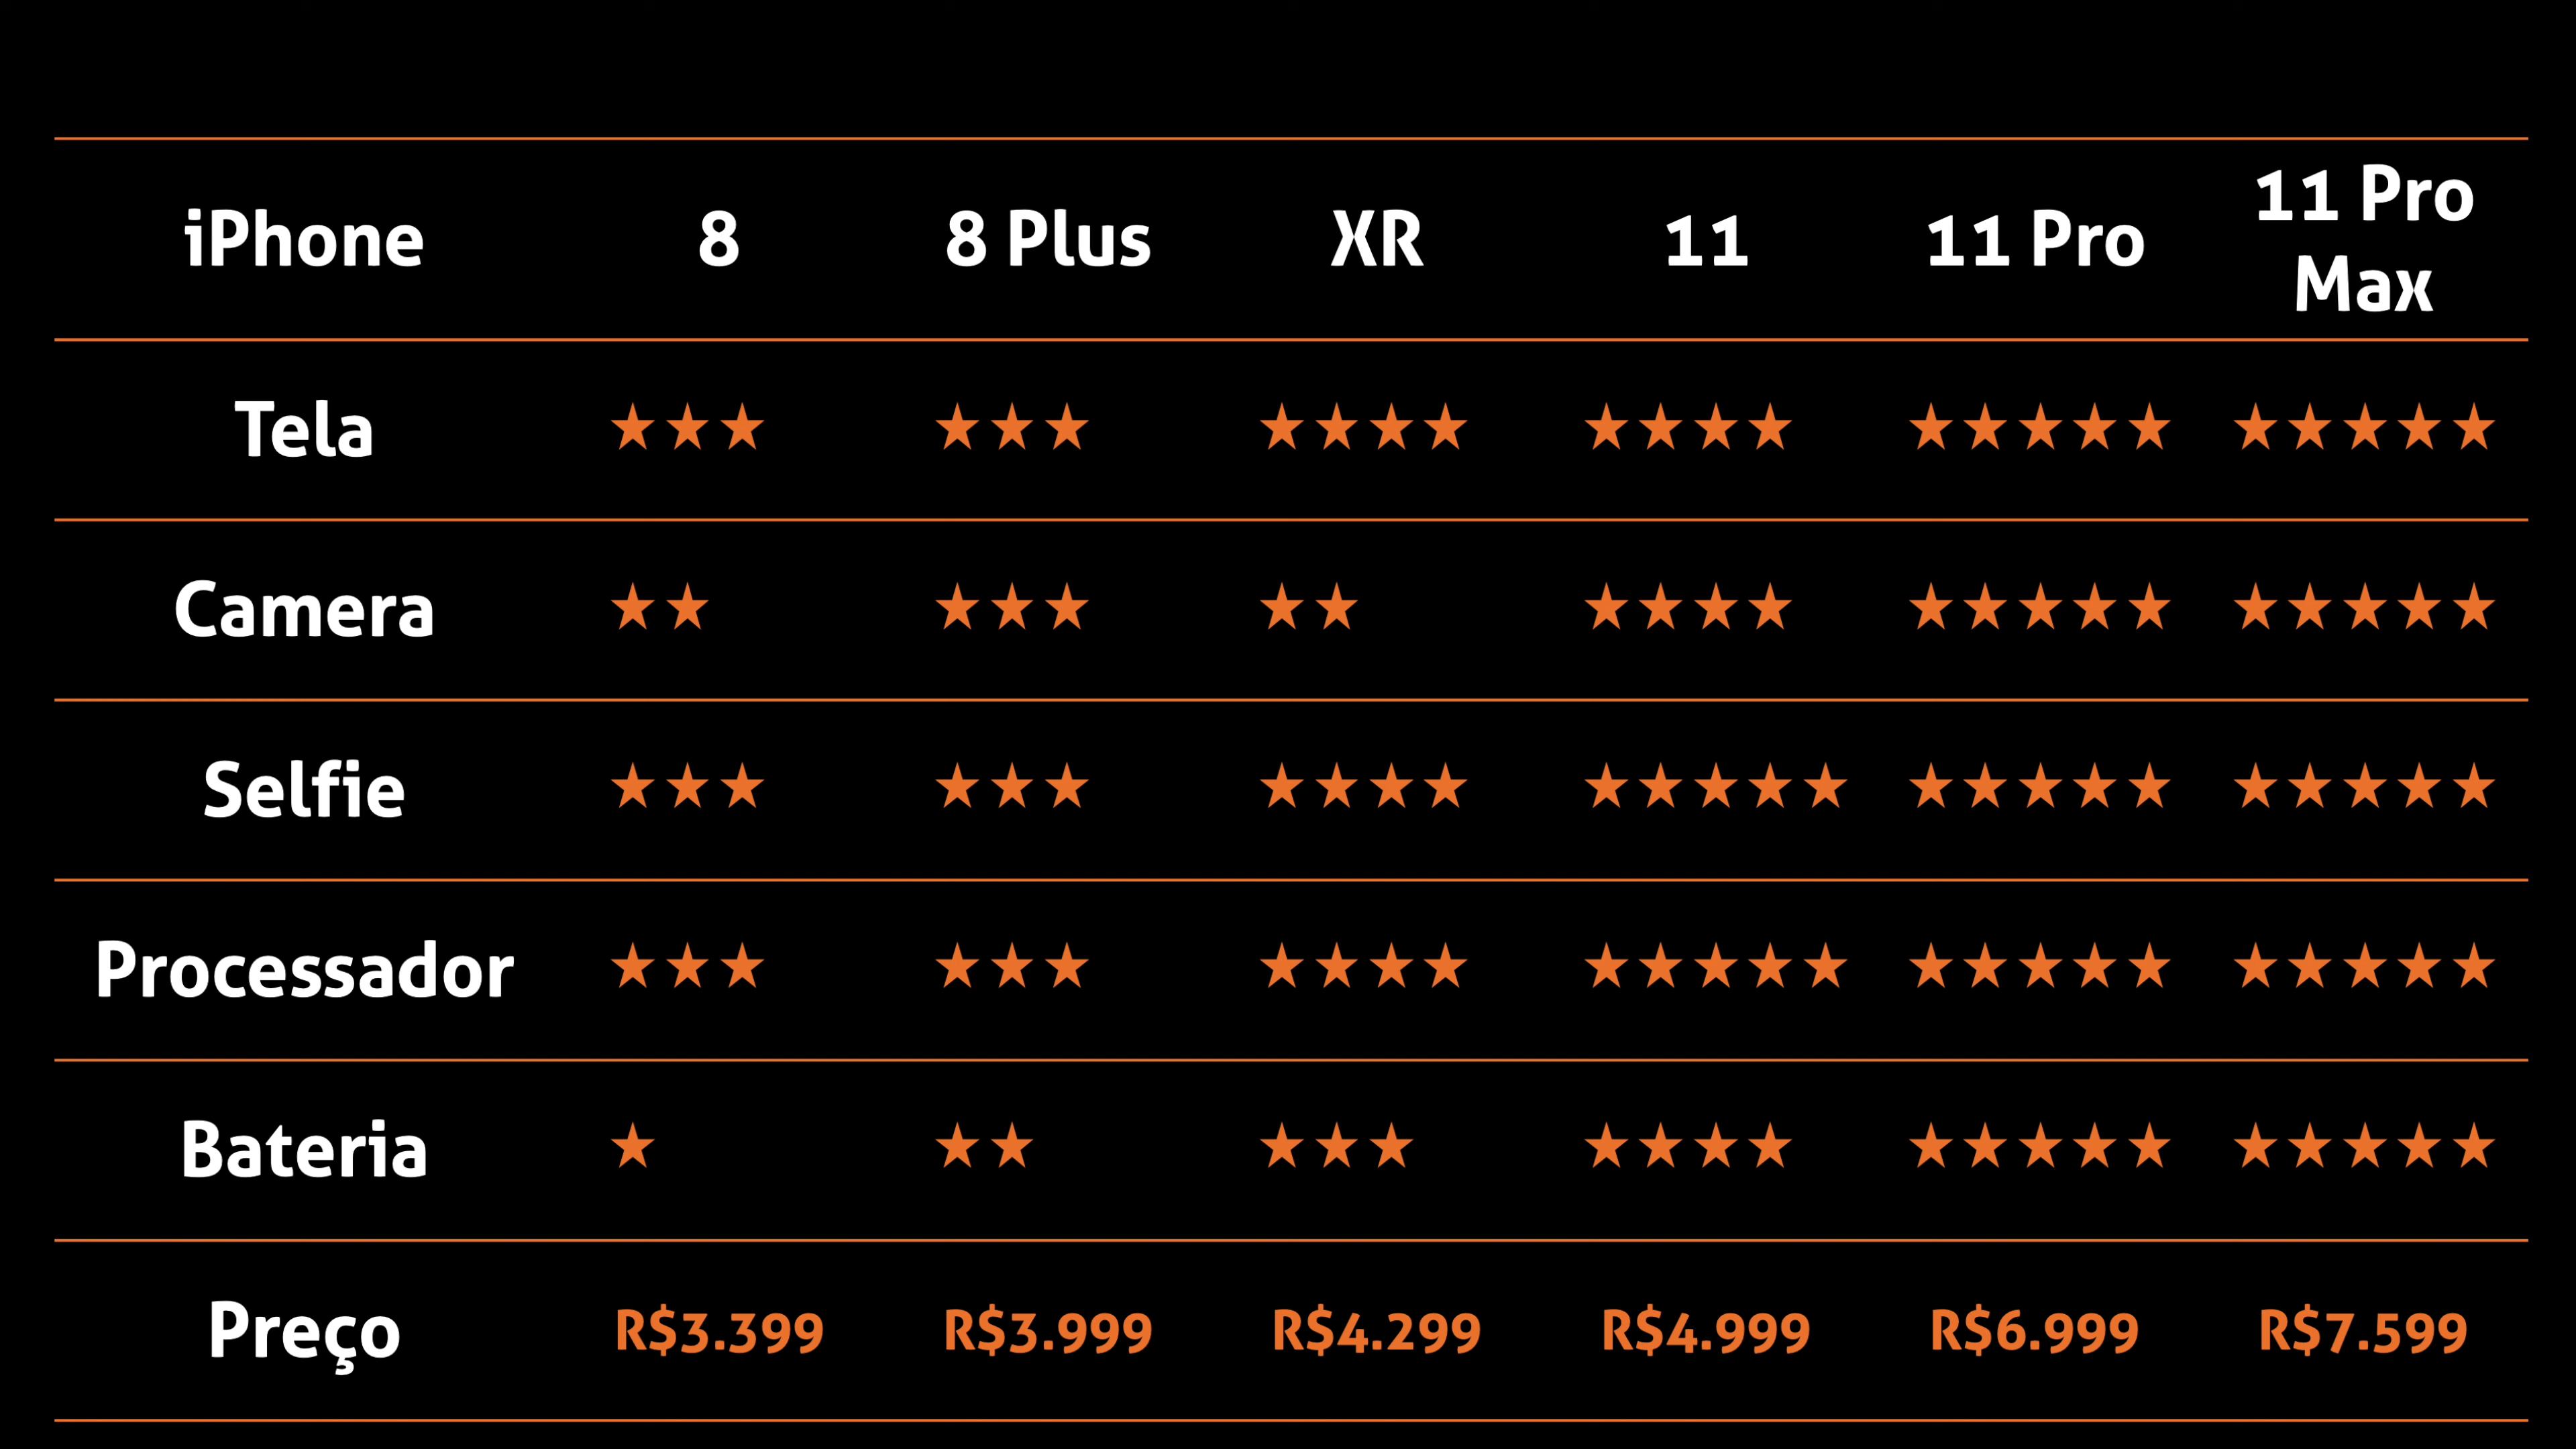 iPhone 8 8 Plus XR 11 11 Pro 11 Pro
Max
Tela ★★★ ★★★ ★★★★ ★★★★ ★★★★★ ★★★★★
Camera ★★ ★★★ ★★ ★★★★ ★★★★★ ★★★★★
Selfie ★★★ ★★★ ★★★★ ★★★★★ ★★★★★ ★★★★★
Processador ★★★ ★★★ ★★★★ ★★★★★ ★★★★★ ★★★★★
Bateria ★ ★★ ★★★ ★★★★ ★★★★★ ★★★★★
Preço R$3.399 R$3.999 R$4.299 R$4.999 R$6.999 R$7.599